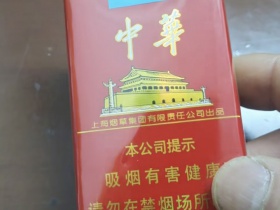 中華
上海烟草集团有限责任公司出品
本公司提示
吸烟有害健康
请勿在禁烟场所